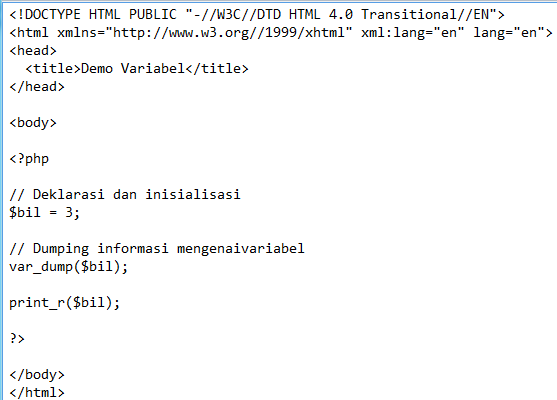 <!DOCTYPE HTML PUBLIC "-//W3C//DTD HTML 4.0 Transitional//EN">
<html xmlns="http://www.w3.org//1999/xhtml" xml:lang="en" lang="en">
<head>
  <title>Demo Variabel</title>
</head>
<body>
<?php
// Deklarasi dan inisialisasi
$bil = 3;
// Dumping informasi mengenaivariabel
var_dump($bil);
print_r($bil);
?>
</body>
</html>